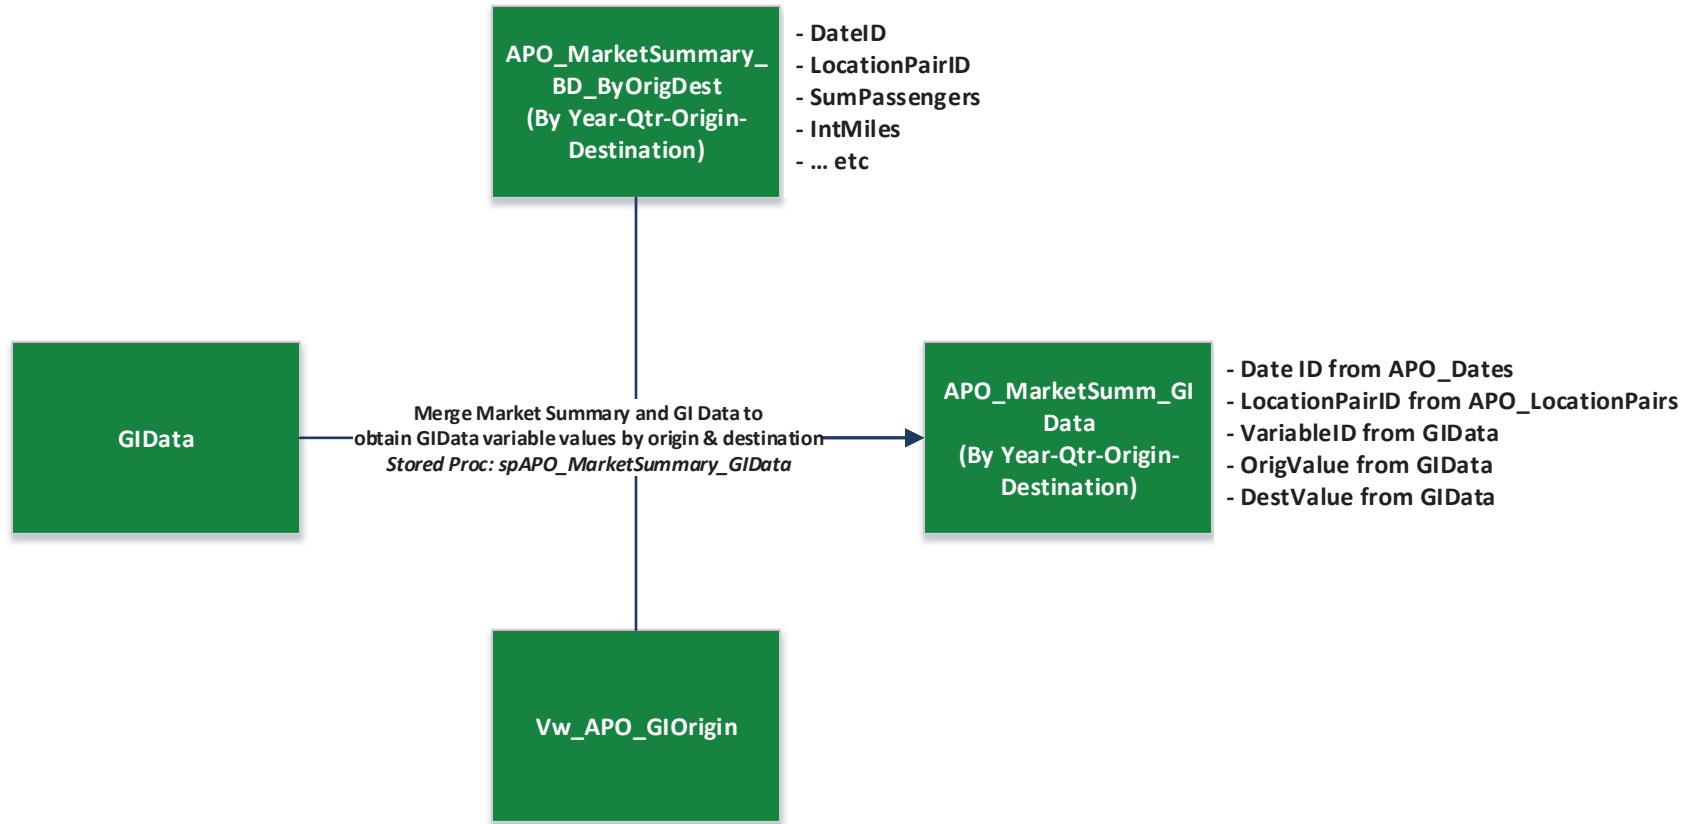 APO_MarketSummary_
BD_ByOrigDest
(By Year-Qtr-Origin-
Destination)
- DateID
- LocationPairID
- SumPassengers
- IntMiles
- ... etc
GIData
Merge Market Summary and GI Data to
obtain GIData variable values by origin & destination
Stored Proc: spAPO_MarketSummary_GIData
APO_MarketSumm_GI
Data
(By Year-Qtr-Origin-
Destination)
- Date ID from APO_Dates
- LocationPairID from APO_LocationPairs
- VariableID from GIData
- OrigValue from GIData
- DestValue from GIData
Vw_APO_GIOrigin